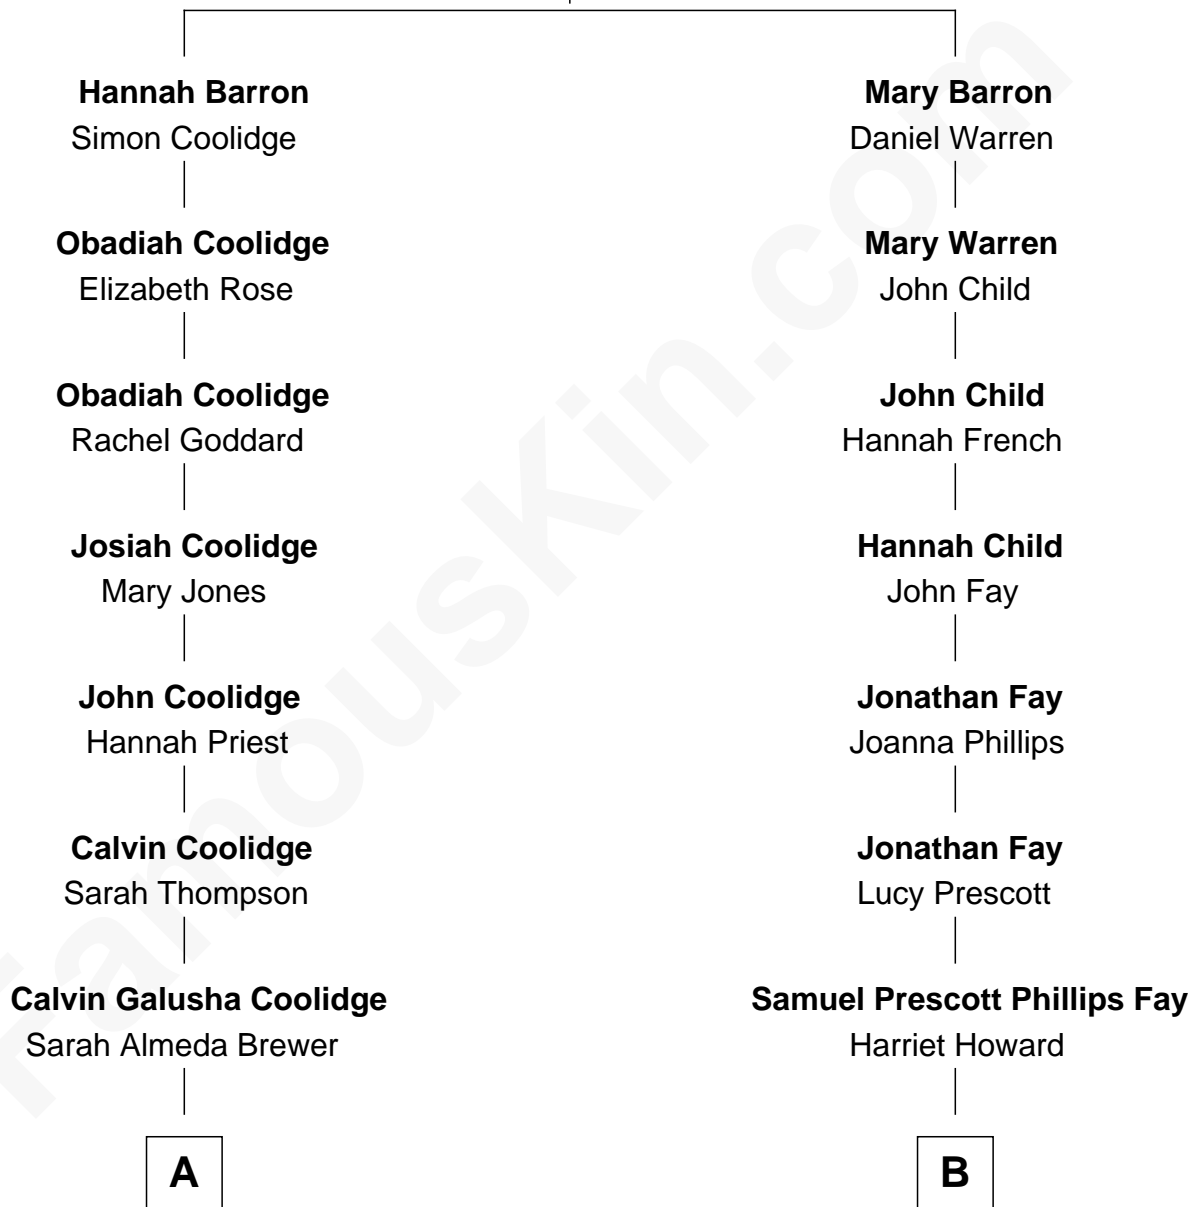 Hannah Barron
Simon Coolidge
Mary Barron
Daniel Warren
Obadiah Coolidge
Elizabeth Rose
Mary Warren
John Child
Obadiah Coolidge
Rachel Goddard
John Child
Hannah French
Josiah Coolidge
Mary Jones
Hannah Child
John Fay
John Coolidge
Hannah Priest
Jonathan Fay
Joanna Phillips
Calvin Coolidge
Sarah Thompson
Jonathan Fay
Lucy Prescott
Calvin Galusha Coolidge
Sarah Almeda Brewer
Samuel Prescott Phillips Fay
Harriet Howard
A
B
FamousKin.com